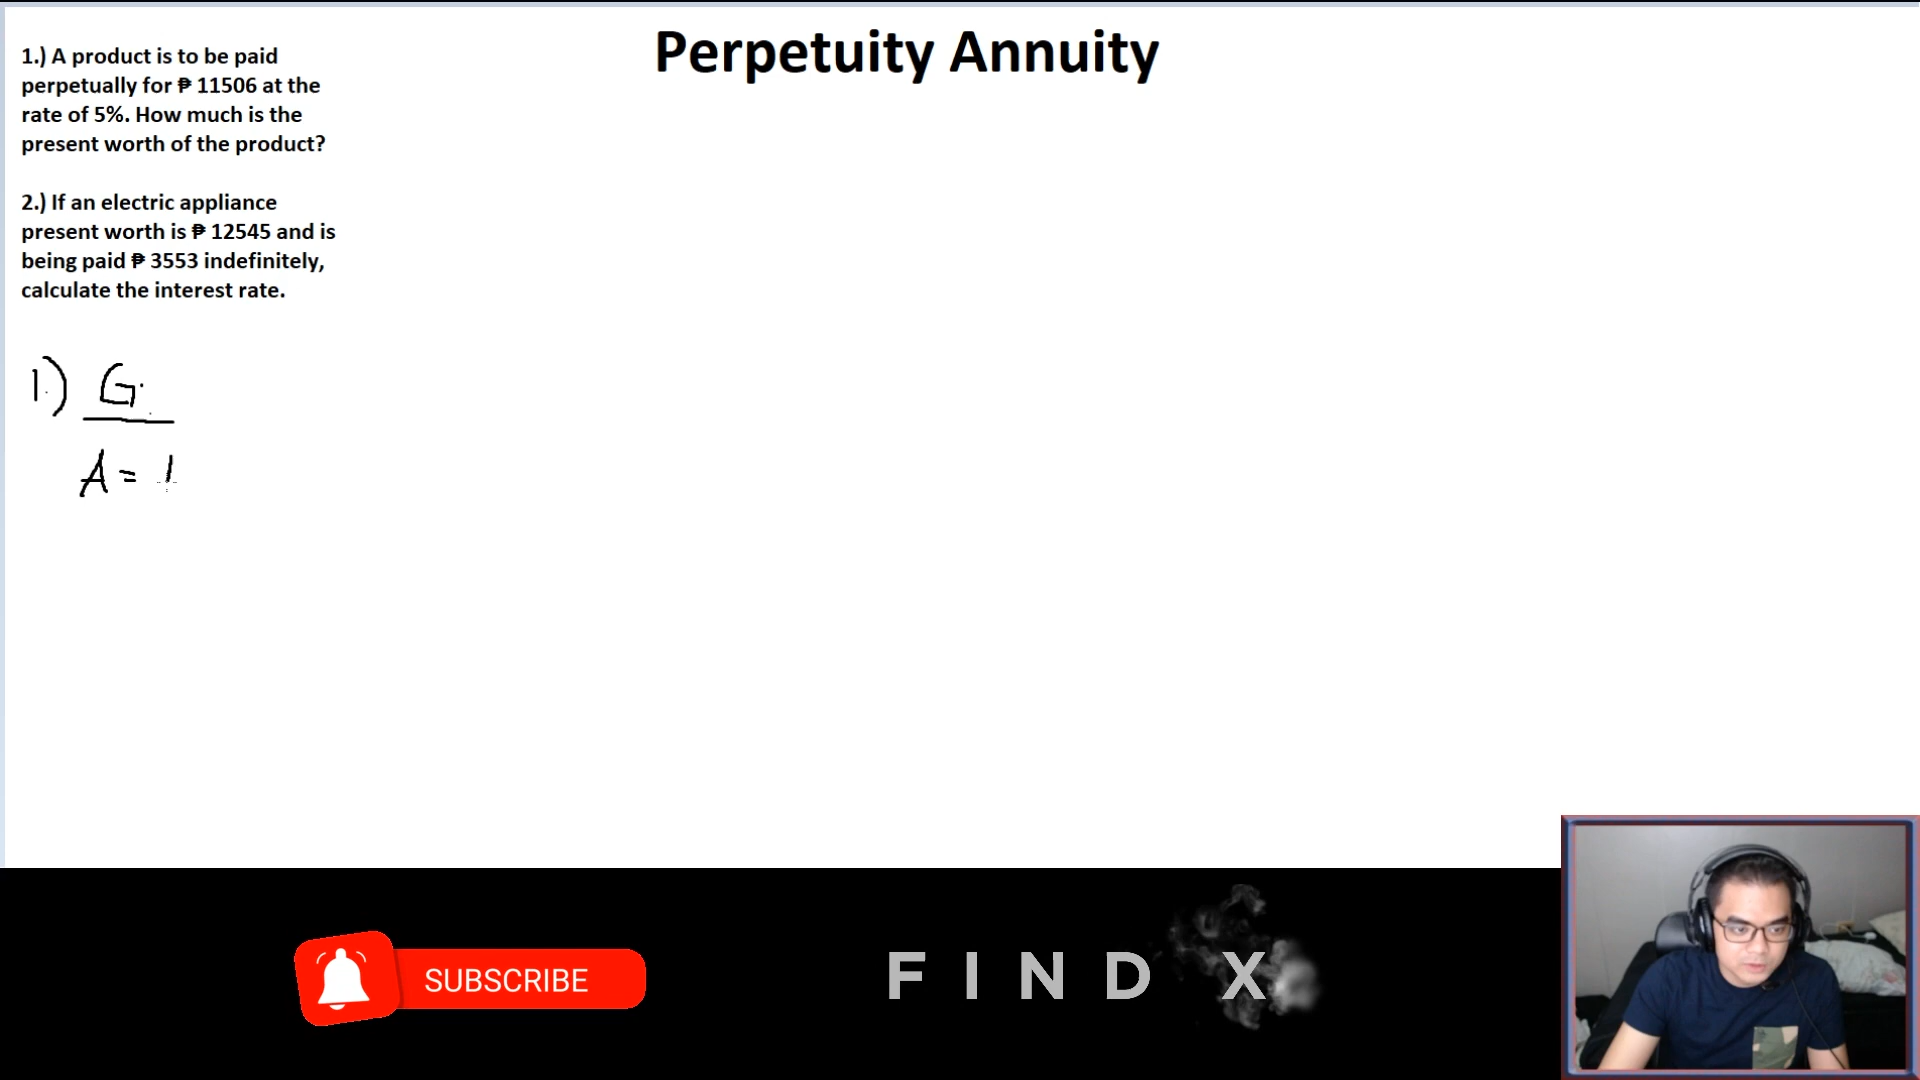 Perpetuity Annuity
1.) A product is to be paid
perpetually for ₱ 11506 at the
rate of 5%. How much is the
present worth of the product?
2.) If an electric appliance
present worth is ₱ 12545 and is
being paid ₱ 3553 indefinitely,
calculate the interest rate.
1.) G.
A = 1
SUBSCRIBE
FIND X